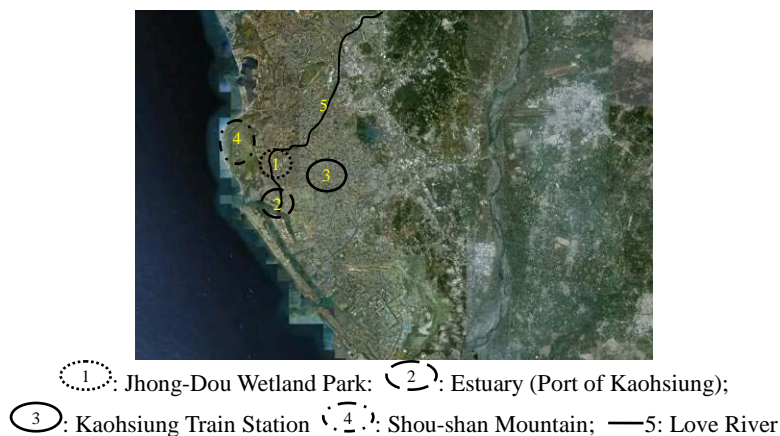 5
4
1
3
2
1: Jhong-Dou Wetland Park: 2: Estuary (Port of Kaohsiung);
3: Kaohsiung Train Station 4: Shou-shan Mountain; 5: Love River